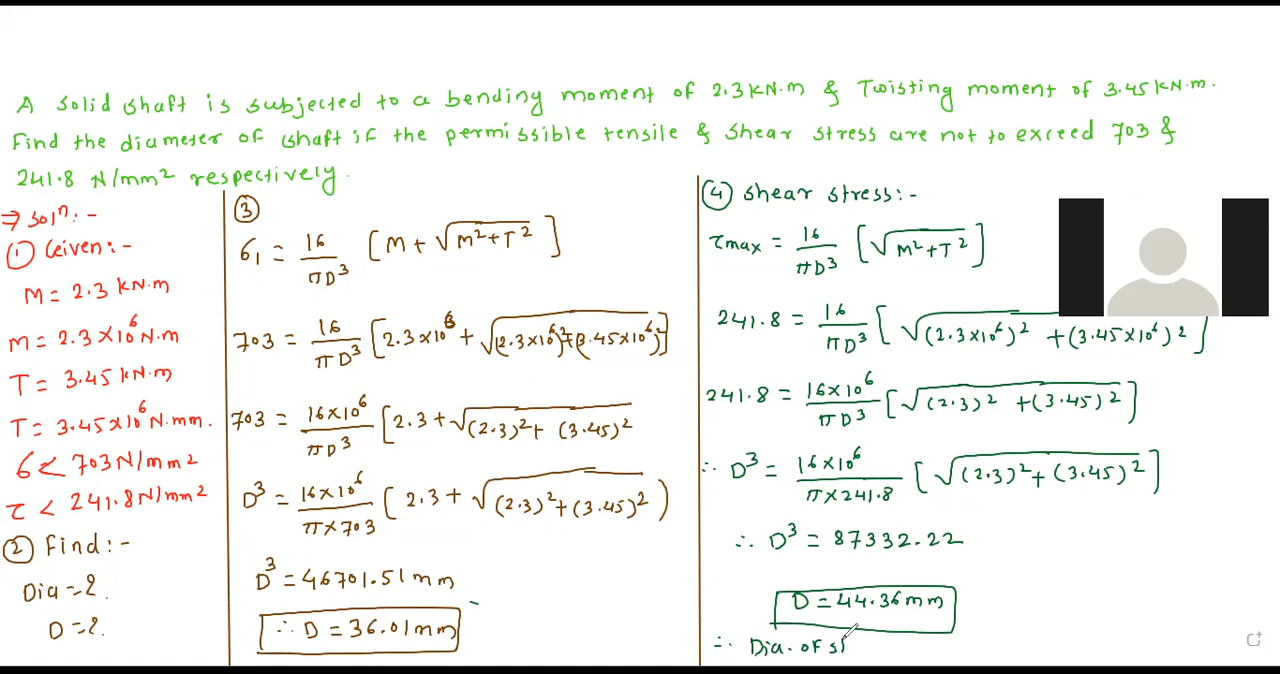 A solid shaft is subjected to a bending moment of 2.3 kN.m & Twisting moment of 3.45 kN.m.
Find the diameter of shaft if the permissible tensile & shear stress are not to exceed 703 &
241.8 N/mm2 respectively.
⇒ Solⁿ:-
① Given:-
M = 2.3 kN.m
M = 2.3×10⁶ N.m
T = 3.45 kN.m
T = 3.45×10⁶ N.mm.
б < 703 N/mm2
τ < 241.8 N/mm2
② Find:-
Dia = ?.
D = ?.
③
б₁ = 16/πD³ [M + √(M²+T²)]
703 = 16/πD³ [2.3×10⁶ + √((2.3×10⁶)²+(3.45×10⁶)²)]
703 = 16×10⁶/πD³ [2.3 + √((2.3)²+ (3.45)²)
D³ = 16×10⁶/π×703 [2.3 + √((2.3)²+(3.45)²))
D³ = 46701.51 mm
∴ D = 36.01 mm
④ Shear stress:-
τmax = 16/πD³ [√(M²+T²)]
241.8 = 16/πD³ [√((2.3×10⁶)² + (3.45×10⁶)²)]
241.8 = 16×10⁶/πD³ [√((2.3)² + (3.45)²)]
∴ D³ = 16×10⁶/π×241.8 [√((2.3)²+(3.45)²)]
∴ D³ = 87332.22
D = 44.36 mm
∴ Dia. of